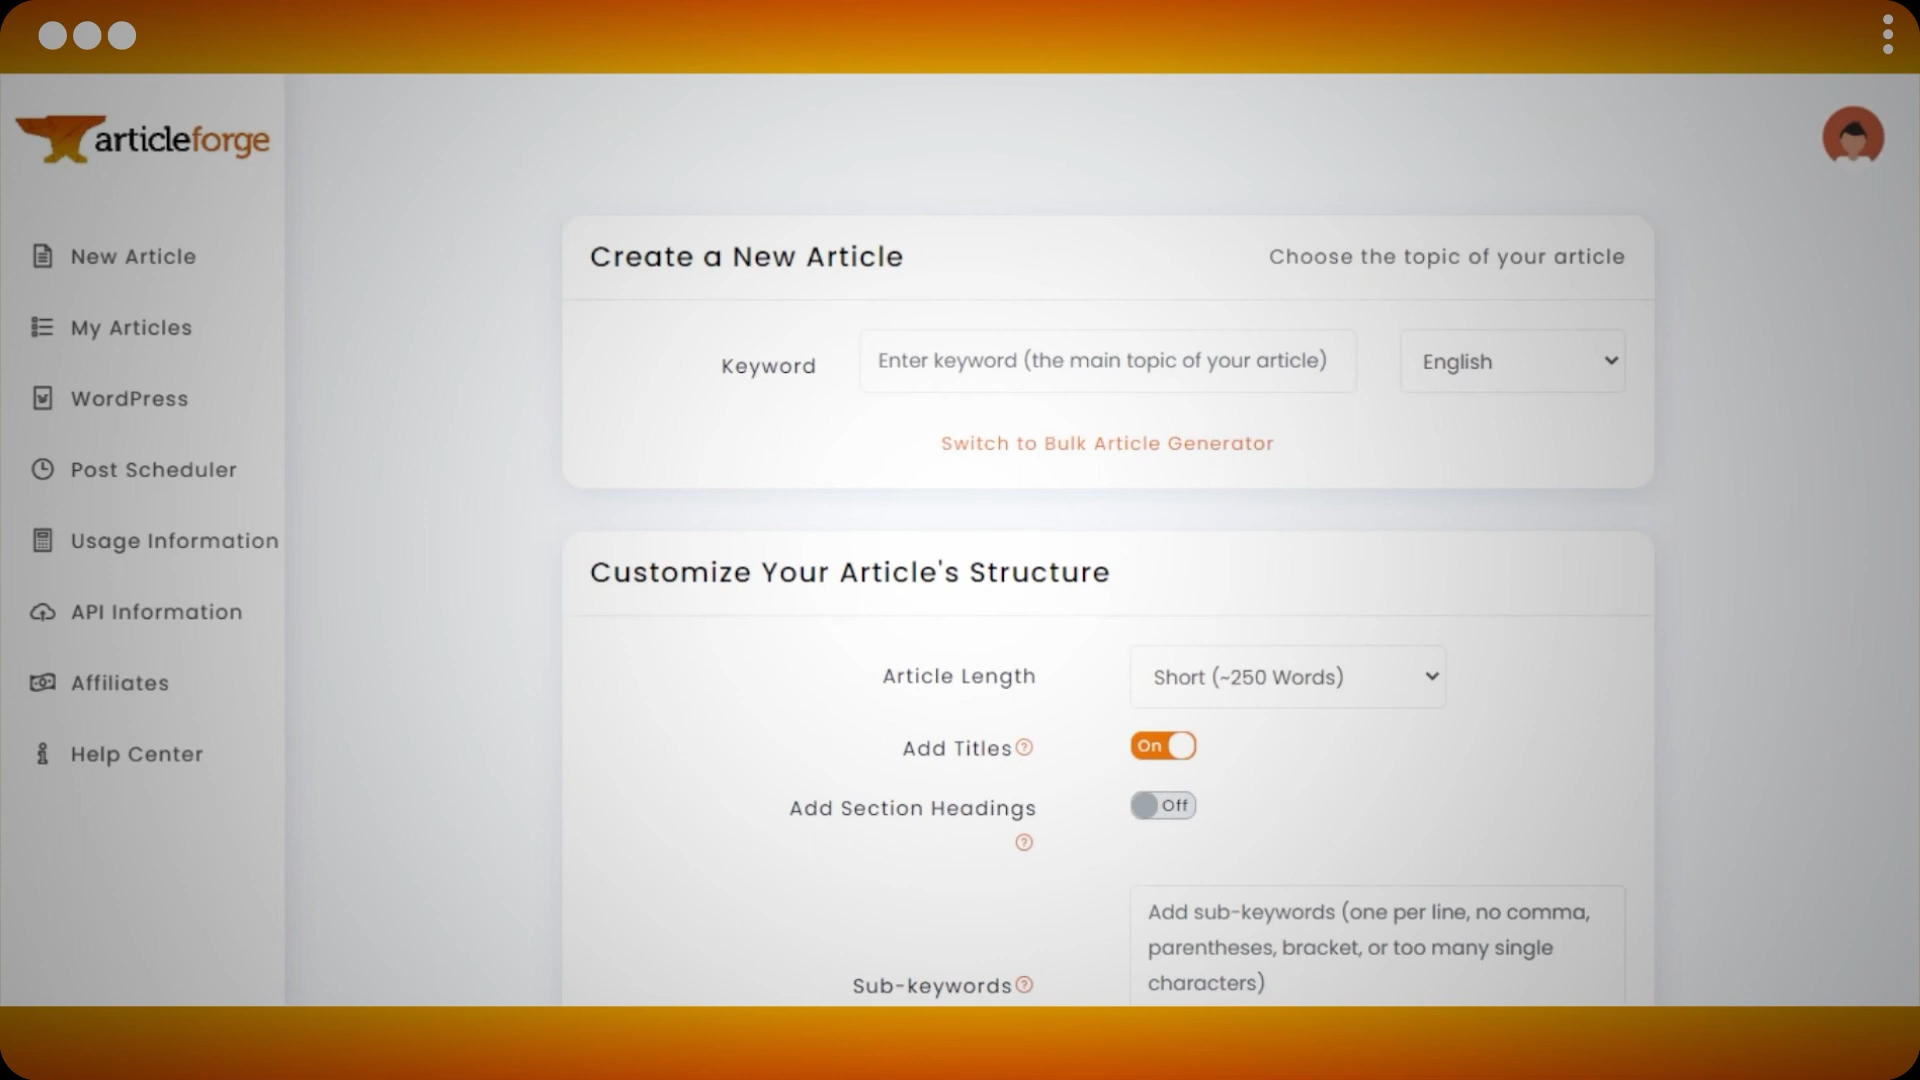 articleforge
New Article
My Articles
WordPress
Post Scheduler
Usage Information
API Information
Affiliates
Help Center
Create a New Article
Choose the topic of your article
Keyword
Enter keyword (the main topic of your article)
English
Switch to Bulk Article Generator
Customize Your Article's Structure
Article Length
Short (~250 Words)
Add Titles ?
On
Add Section Headings
?
Off
Sub-keywords ?
Add sub-keywords (one per line, no comma,
parentheses, bracket, or too many single
characters)